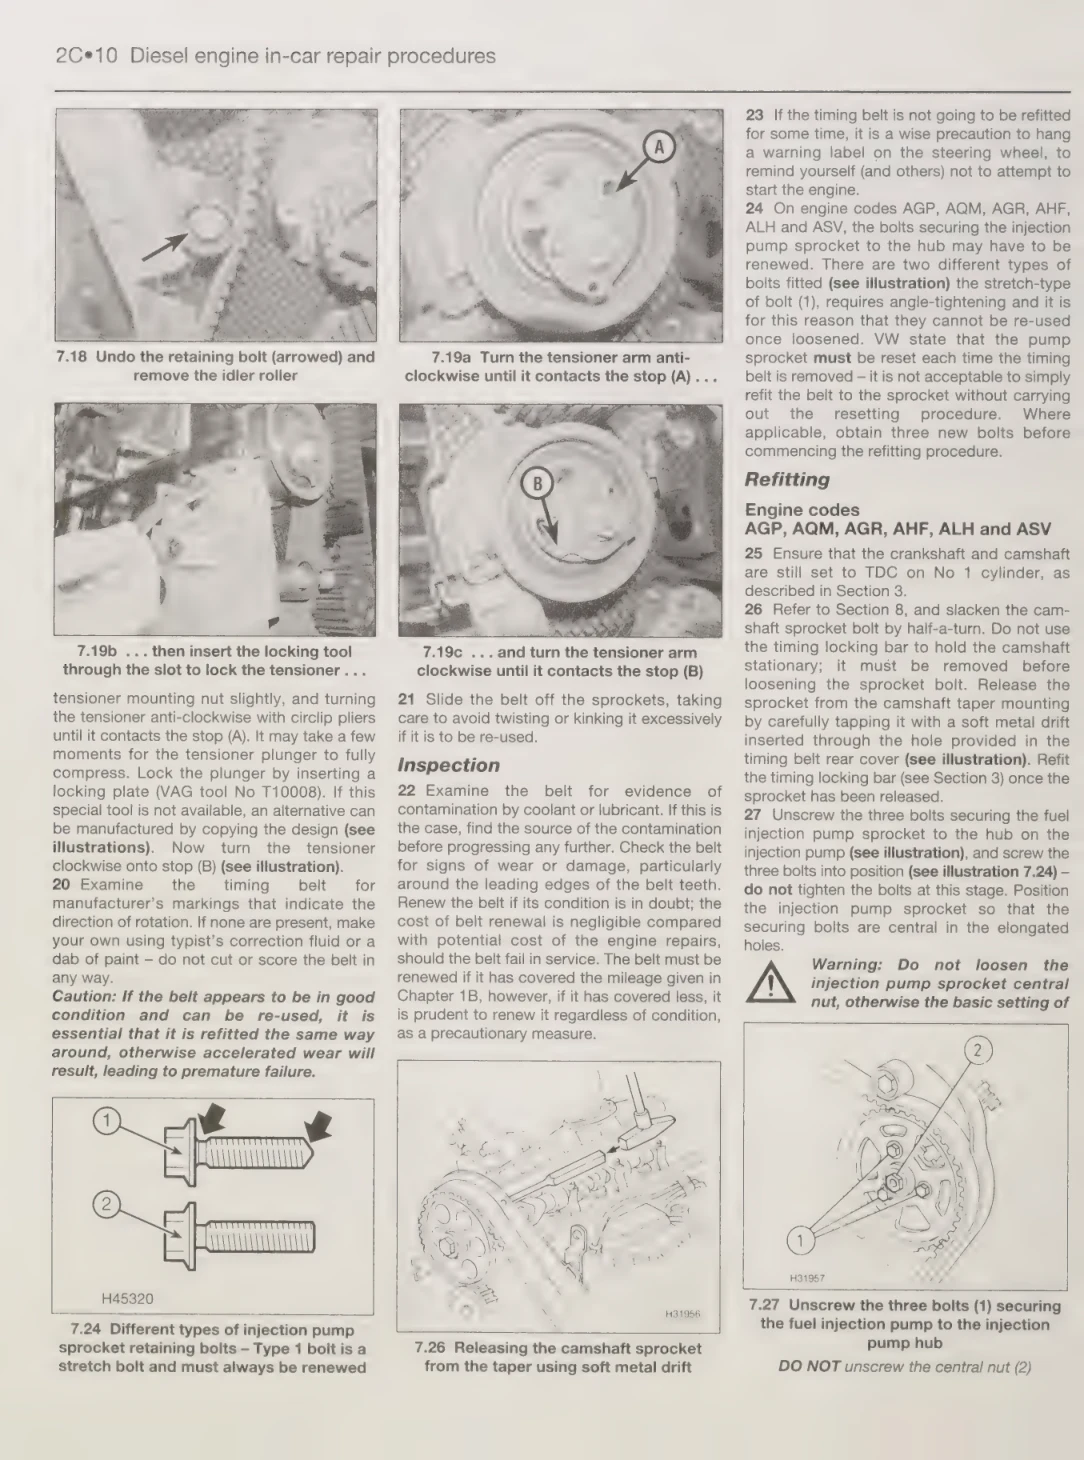 2C•10 Diesel engine in-car repair procedures
7.18 Undo the retaining bolt (arrowed) and
remove the idler roller
A
7.19a Turn the tensioner arm anti-
clockwise until it contacts the stop (A) . . .
7.19b . . . then insert the locking tool
through the slot to lock the tensioner . . .
B
7.19c . . . and turn the tensioner arm
clockwise until it contacts the stop (B)
tensioner mounting nut slightly, and turning
the tensioner anti-clockwise with circlip pliers
until it contacts the stop (A). It may take a few
moments for the tensioner plunger to fully
compress. Lock the plunger by inserting a
locking plate (VAG tool No T10008). If this
special tool is not available, an alternative can
be manufactured by copying the design (see
illustrations). Now turn the tensioner
clockwise onto stop (B) (see illustration).
20 Examine the timing belt for
manufacturer's markings that indicate the
direction of rotation. If none are present, make
your own using typist's correction fluid or a
dab of paint – do not cut or score the belt in
any way.
Caution: If the belt appears to be in good
condition and can be re-used, it is
essential that it is refitted the same way
around, otherwise accelerated wear will
result, leading to premature failure.
1
2
H45320
7.24 Different types of injection pump
sprocket retaining bolts – Type 1 bolt is a
stretch bolt and must always be renewed
21 Slide the belt off the sprockets, taking
care to avoid twisting or kinking it excessively
if it is to be re-used.
Inspection
22 Examine the belt for evidence of
contamination by coolant or lubricant. If this is
the case, find the source of the contamination
before progressing any further. Check the belt
for signs of wear or damage, particularly
around the leading edges of the belt teeth.
Renew the belt if its condition is in doubt; the
cost of belt renewal is negligible compared
with potential cost of the engine repairs,
should the belt fail in service. The belt must be
renewed if it has covered the mileage given in
Chapter 1B, however, if it has covered less, it
is prudent to renew it regardless of condition,
as a precautionary measure.
H31956
7.26 Releasing the camshaft sprocket
from the taper using soft metal drift
23 If the timing belt is not going to be refitted
for some time, it is a wise precaution to hang
a warning label on the steering wheel, to
remind yourself (and others) not to attempt to
start the engine.
24 On engine codes AGP, AQM, AGR, AHF,
ALH and ASV, the bolts securing the injection
pump sprocket to the hub may have to be
renewed. There are two different types of
bolts fitted (see illustration) the stretch-type
of bolt (1), requires angle-tightening and it is
for this reason that they cannot be re-used
once loosened. VW state that the pump
sprocket must be reset each time the timing
belt is removed – it is not acceptable to simply
refit the belt to the sprocket without carrying
out the resetting procedure. Where
applicable, obtain three new bolts before
commencing the refitting procedure.
Refitting
Engine codes
AGP, AQM, AGR, AHF, ALH and ASV
25 Ensure that the crankshaft and camshaft
are still set to TDC on No 1 cylinder, as
described in Section 3.
26 Refer to Section 8, and slacken the cam-
shaft sprocket bolt by half-a-turn. Do not use
the timing locking bar to hold the camshaft
stationary; it must be removed before
loosening the sprocket bolt. Release the
sprocket from the camshaft taper mounting
by carefully tapping it with a soft metal drift
inserted through the hole provided in the
timing belt rear cover (see illustration). Refit
the timing locking bar (see Section 3) once the
sprocket has been released.
27 Unscrew the three bolts securing the fuel
injection pump sprocket to the hub on the
injection pump (see illustration), and screw the
three bolts into position (see illustration 7.24) –
do not tighten the bolts at this stage. Position
the injection pump sprocket so that the
securing bolts are central in the elongated
holes.
Warning: Do not loosen the
injection pump sprocket central
nut, otherwise the basic setting of
2
1
H31957
7.27 Unscrew the three bolts (1) securing
the fuel injection pump to the injection
pump hub
DO NOT unscrew the central nut (2)